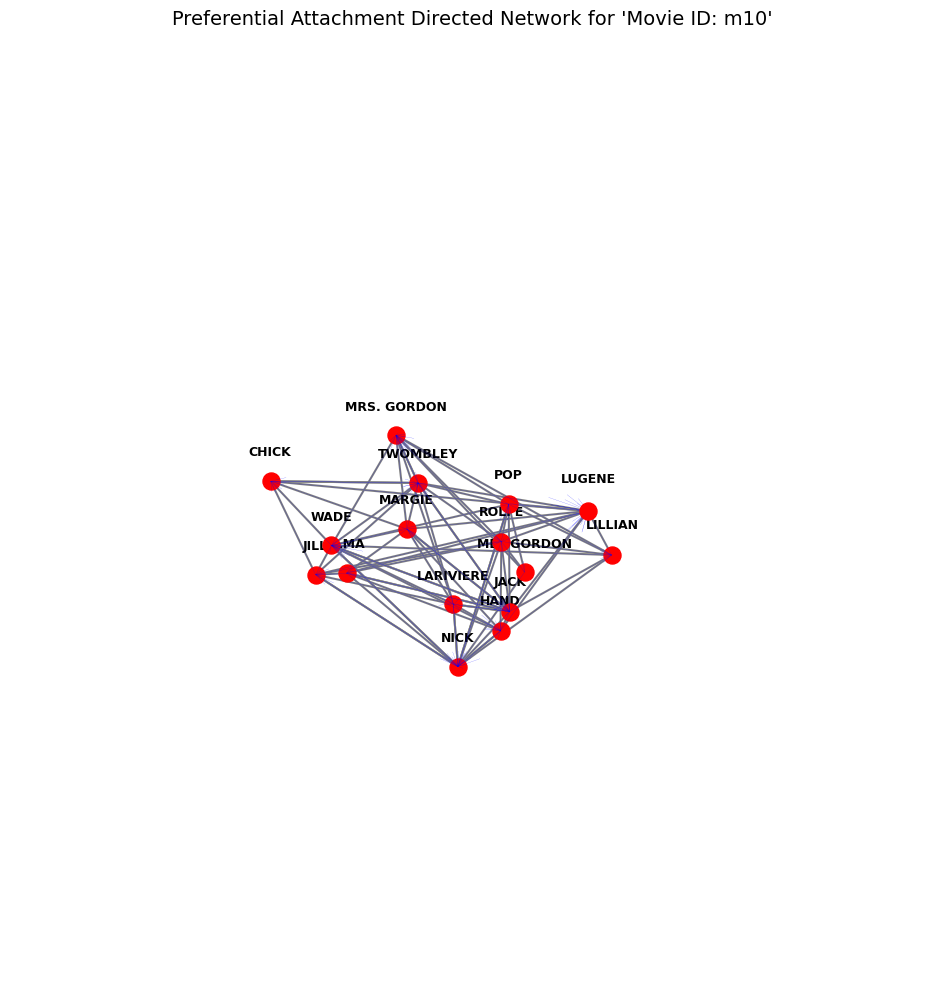 Preferential Attachment Directed Network for 'Movie ID: m10'
MRS. GORDON
CHICK
TWOMBLEY
POP
LUGENE
MARGIE
ROLFE
WADE
LILLIAN
JILL
MA
GORDON
LARIVIERE
JACK
HAND
NICK